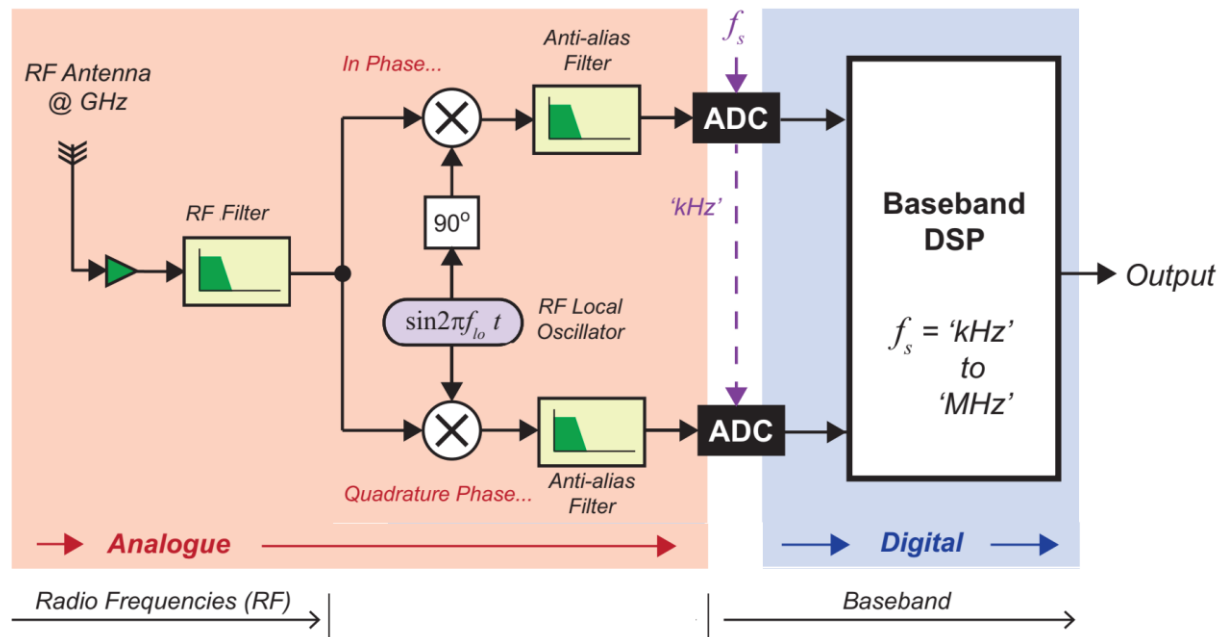 RF Antenna
@ GHz
In Phase...
Anti-alias
Filter
fs
ADC
RF Filter
90°
'kHz'
Baseband
DSP
fs = 'kHz'
to
'MHz'
Output
sin2πflo t
RF Local
Oscillator
ADC
Quadrature Phase...
Anti-alias
Filter
Analogue
Digital
Radio Frequencies (RF)
Baseband